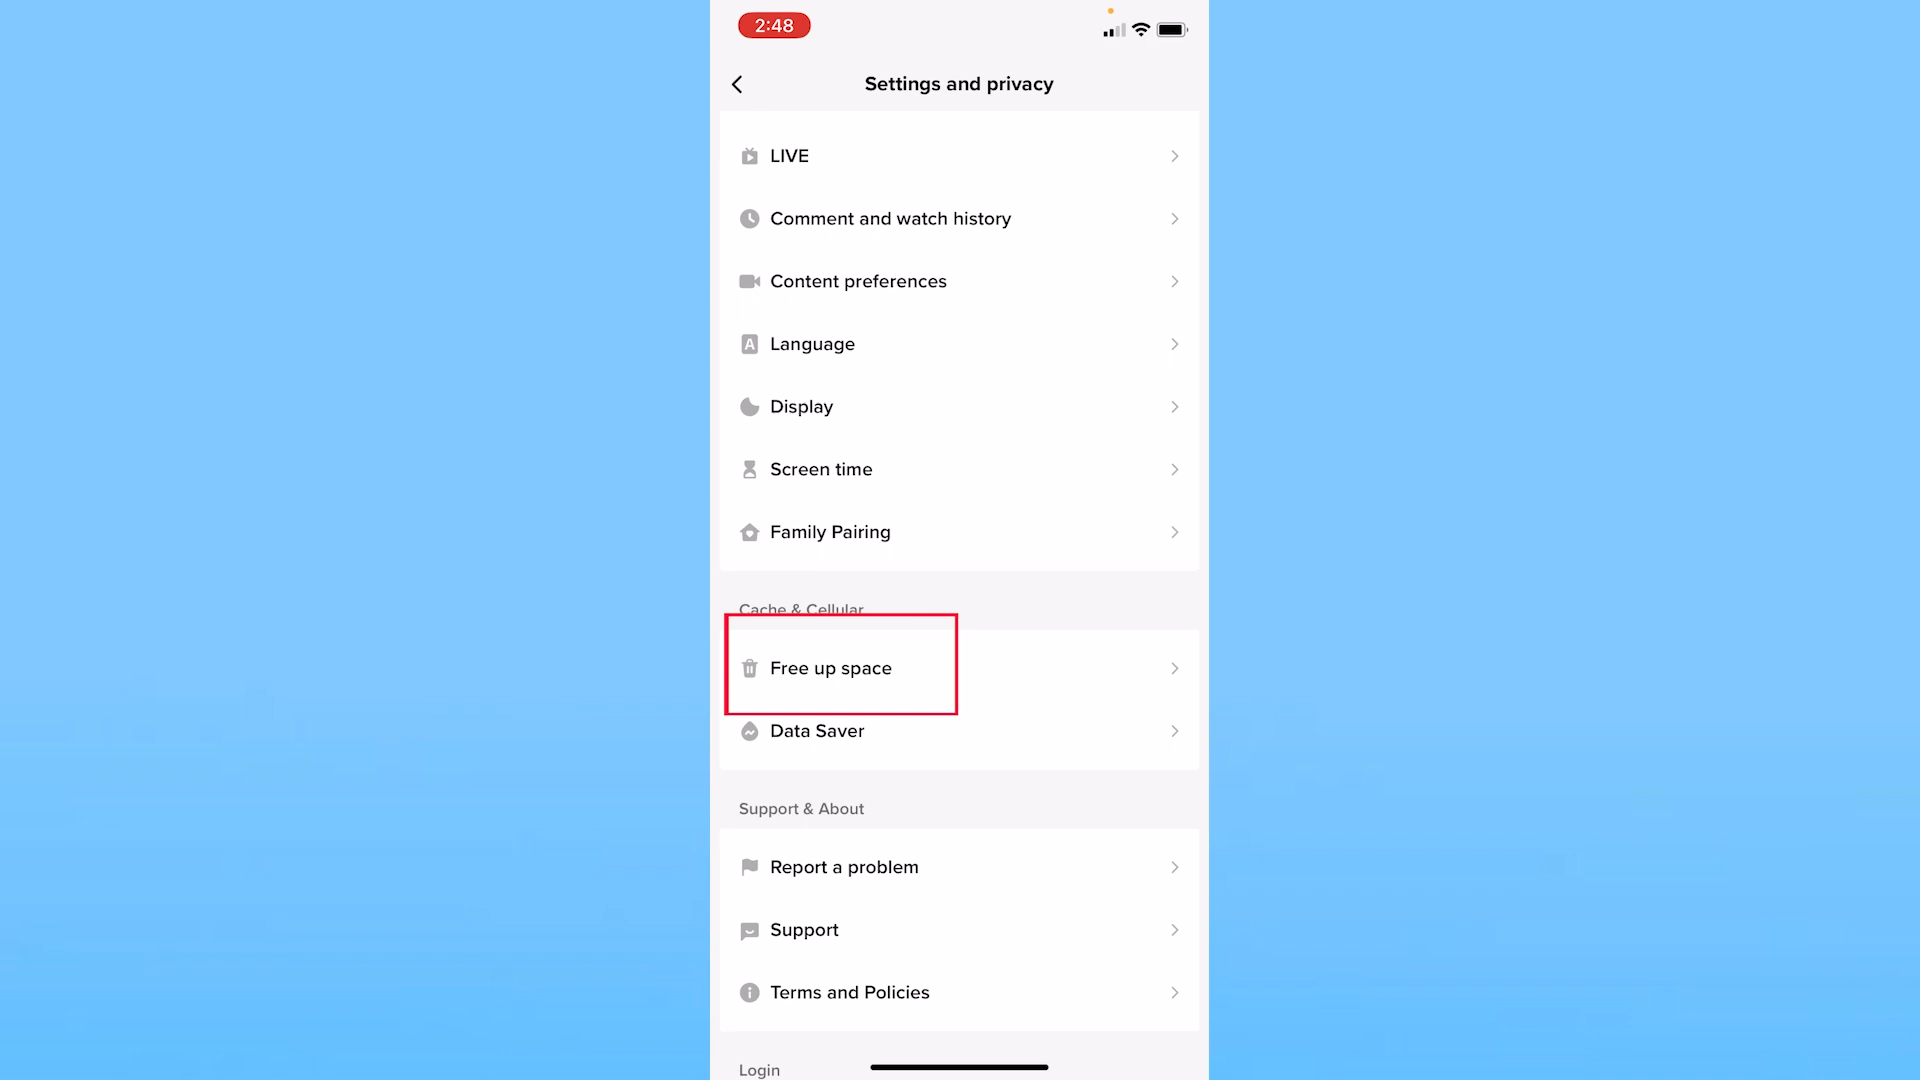 2:48
Settings and privacy
LIVE
Comment and watch history
Content preferences
Language
Display
Screen time
Family Pairing
Cache & Cellular
Free up space
Data Saver
Support & About
Report a problem
Support
Terms and Policies
Login